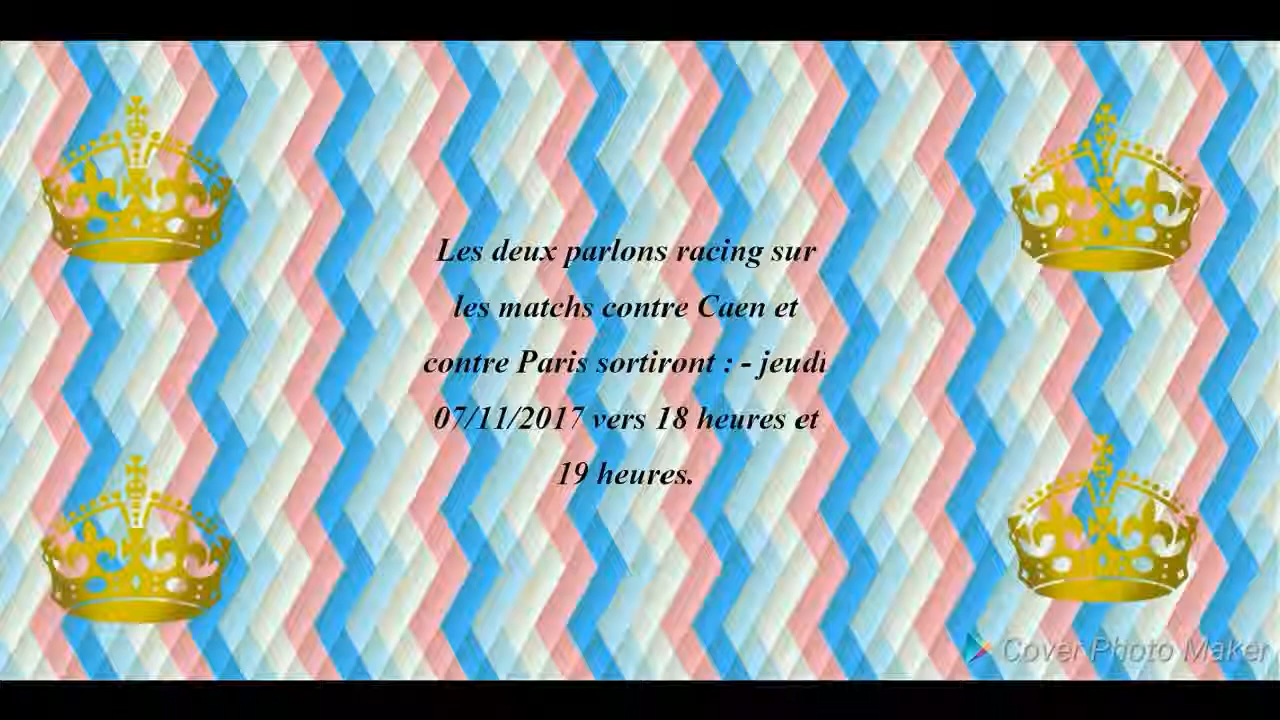 Les deux parlons racing sur
les matchs contre Caen et
contre Paris sortiront : - jeudi
07/11/2017 vers 18 heures et
19 heures.
Cover Photo Maker